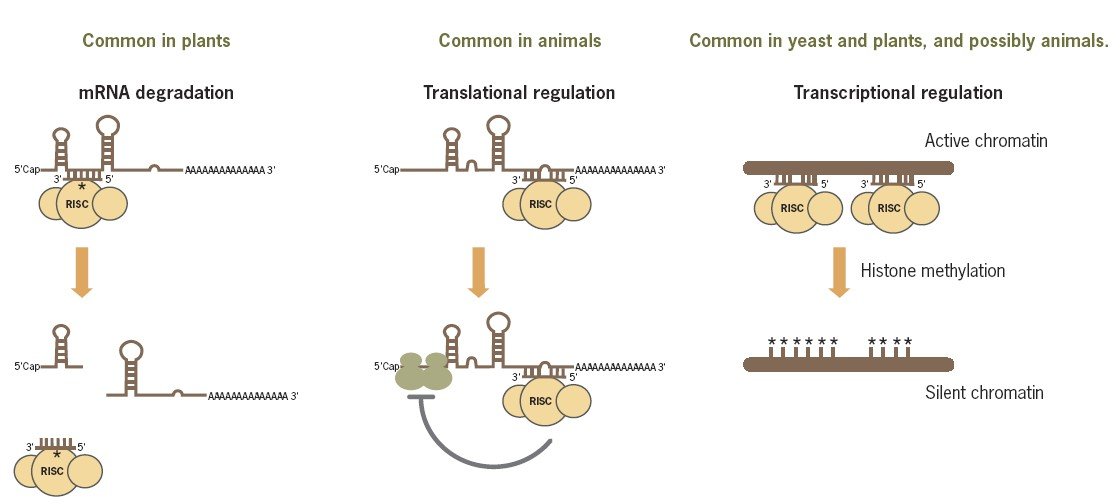 Common in plants
Common in animals
Common in yeast and plants, and possibly animals.
mRNA degradation
Translational regulation
Transcriptional regulation
Active chromatin
5'Cap
AAAAAAAAAAAAAA 3'
3'
5'
*
RISC
5'Cap
AAAAAAAAAAAAAA 3'
3'
5'
RISC
3'
5'
RISC
3'
5'
RISC
Histone methylation
5'Cap
AAAAAAAAAAAAAA 3'
5'Cap
AAAAAAAAAAAAAA 3'
3'
5'
RISC
* * * * * *
* * * *
Silent chromatin
3'
5'
*
RISC